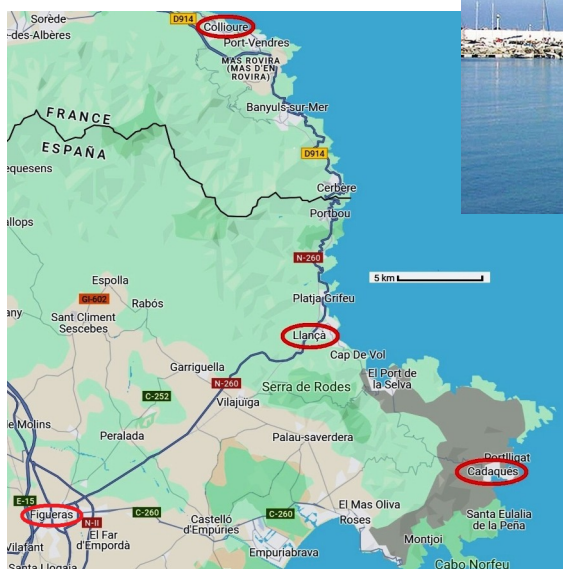 Sorède
-des-Albères
D914
Collioure
Port-Vendres
MAS ROVIRA
(MAS D'EN
ROVIRA)
Banyuls-sur-Mer
FRANCE
ESPAÑA
D914
equesens
Cerbère
Portbou
allops
N-260
5 km
Espolla
Platja Grifeu
GI-602
Rabós
any
Sant Climent
Sescebes
Llançà
Cap De Vol
Garriguella
El Port de
la Selva
N-260
Serra de Rodes
C-252
Vilajuïga
e Molins
Peralada
Palau-saverdera
Portlligat
Cadaques
E-15
Figueras
N-II
C-260
C-260
El Mas Oliva
Roses
Santa Eulalia
de la Peña
Castelló
d'Empúries
El Far
d'Empordà
Vilafant
Montjoi
Empuriabrava
Santa Llogaia
Cabo Norfeu